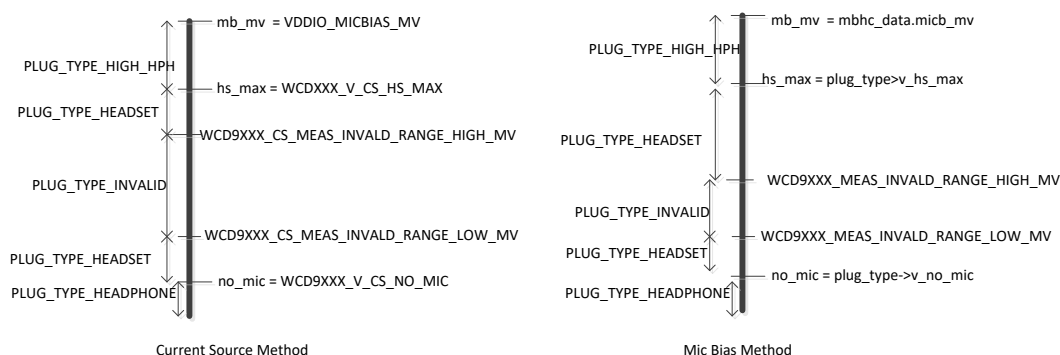 mb_mv = VDDIO_MICBIAS_MV
PLUG_TYPE_HIGH_HPH
hs_max = WCDXXX_V_CS_HS_MAX
PLUG_TYPE_HEADSET
WCD9XXX_CS_MEAS_INVALD_RANGE_HIGH_MV
PLUG_TYPE_INVALID
WCD9XXX_CS_MEAS_INVALD_RANGE_LOW_MV
PLUG_TYPE_HEADSET
no_mic = WCD9XXX_V_CS_NO_MIC
PLUG_TYPE_HEADPHONE
Current Source Method
mb_mv = mbhc_data.micb_mv
PLUG_TYPE_HIGH_HPH
hs_max = plug_type>v_hs_max
PLUG_TYPE_HEADSET
WCD9XXX_MEAS_INVALD_RANGE_HIGH_MV
PLUG_TYPE_INVALID
WCD9XXX_MEAS_INVALD_RANGE_LOW_MV
PLUG_TYPE_HEADSET
no_mic = plug_type->v_no_mic
PLUG_TYPE_HEADPHONE
Mic Bias Method